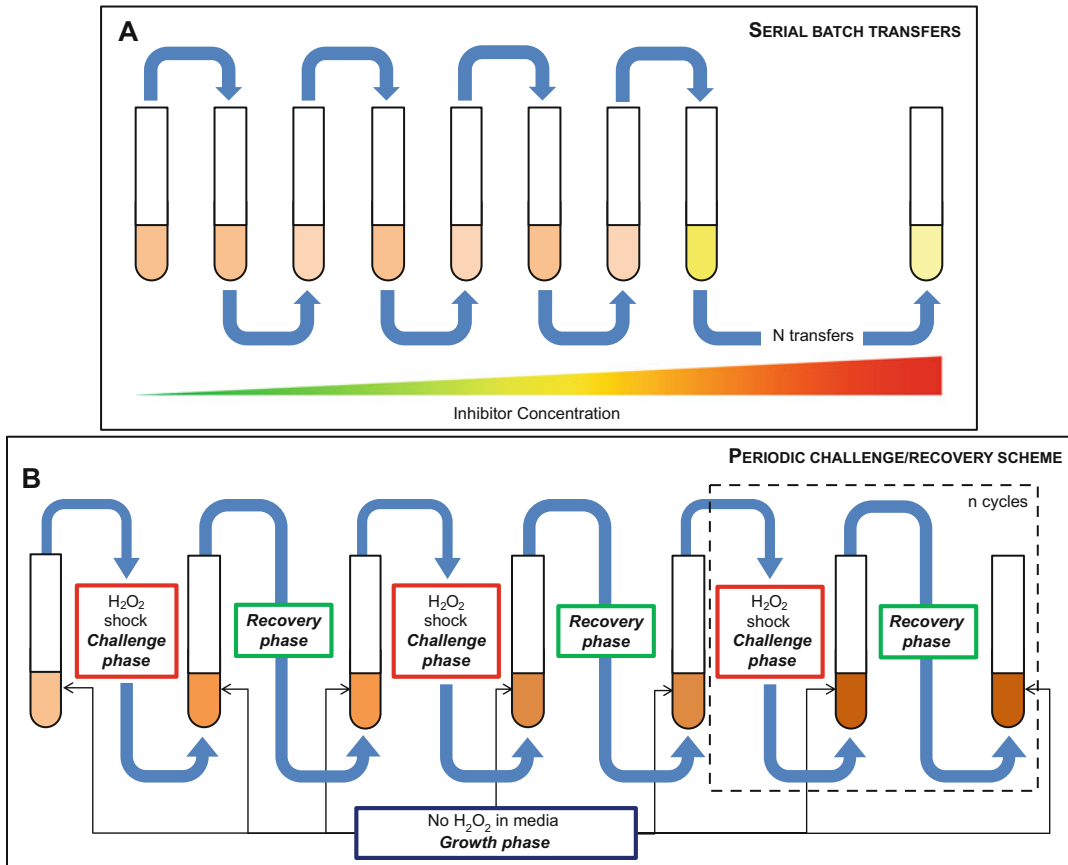 A
SERIAL BATCH TRANSFERS
N transfers
Inhibitor Concentration
B
PERIODIC CHALLENGE/RECOVERY SCHEME
n cycles
H₂O₂
shock
Challenge
phase
Recovery
phase
H₂O₂
shock
Challenge
phase
Recovery
phase
H₂O₂
shock
Challenge
phase
Recovery
phase
No H₂O₂ in media
Growth phase